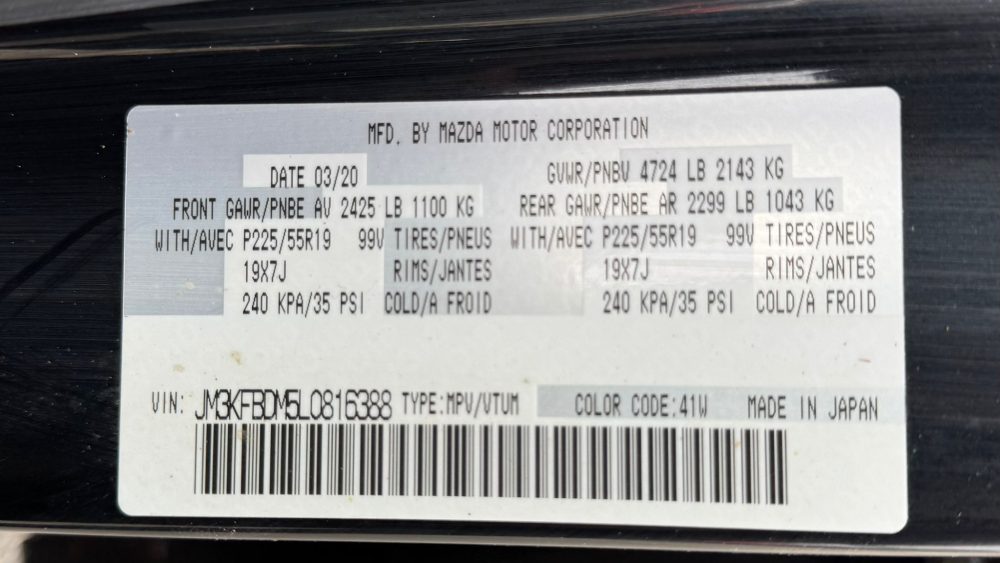 MFD. BY MAZDA MOTOR CORPORATION
DATE 03/20 GVWR/PNBV 4724 LB 2143 KG
FRONT GAWR/PNBE AV 2425 LB 1100 KG REAR GAWR/PNBE AR 2299 LB 1043 KG
WITH/AVEC P225/55R19 99V TIRES/PNEUS WITH/AVEC P225/55R19 99V TIRES/PNEUS
19X7J RIMS/JANTES 19X7J RIMS/JANTES
240 KPA/35 PSI COLD/A FROID 240 KPA/35 PSI COLD/A FROID
VIN: JM3KFBDM5L0816388 TYPE:MPV/VTUM COLOR CODE:41W MADE IN JAPAN